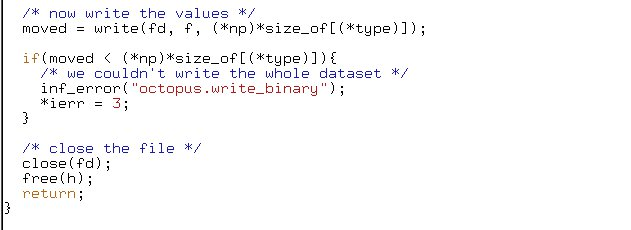 /* now write the values */
moved = write(fd, f, (*np)*size_of[(*type)]);
if(moved < (*np)*size_of[(*type)]){
/* we couldn't write the whole dataset */
inf_error("octopus.write_binary");
*ierr = 3;
}
/* close the file */
close(fd);
free(h);
return;
}